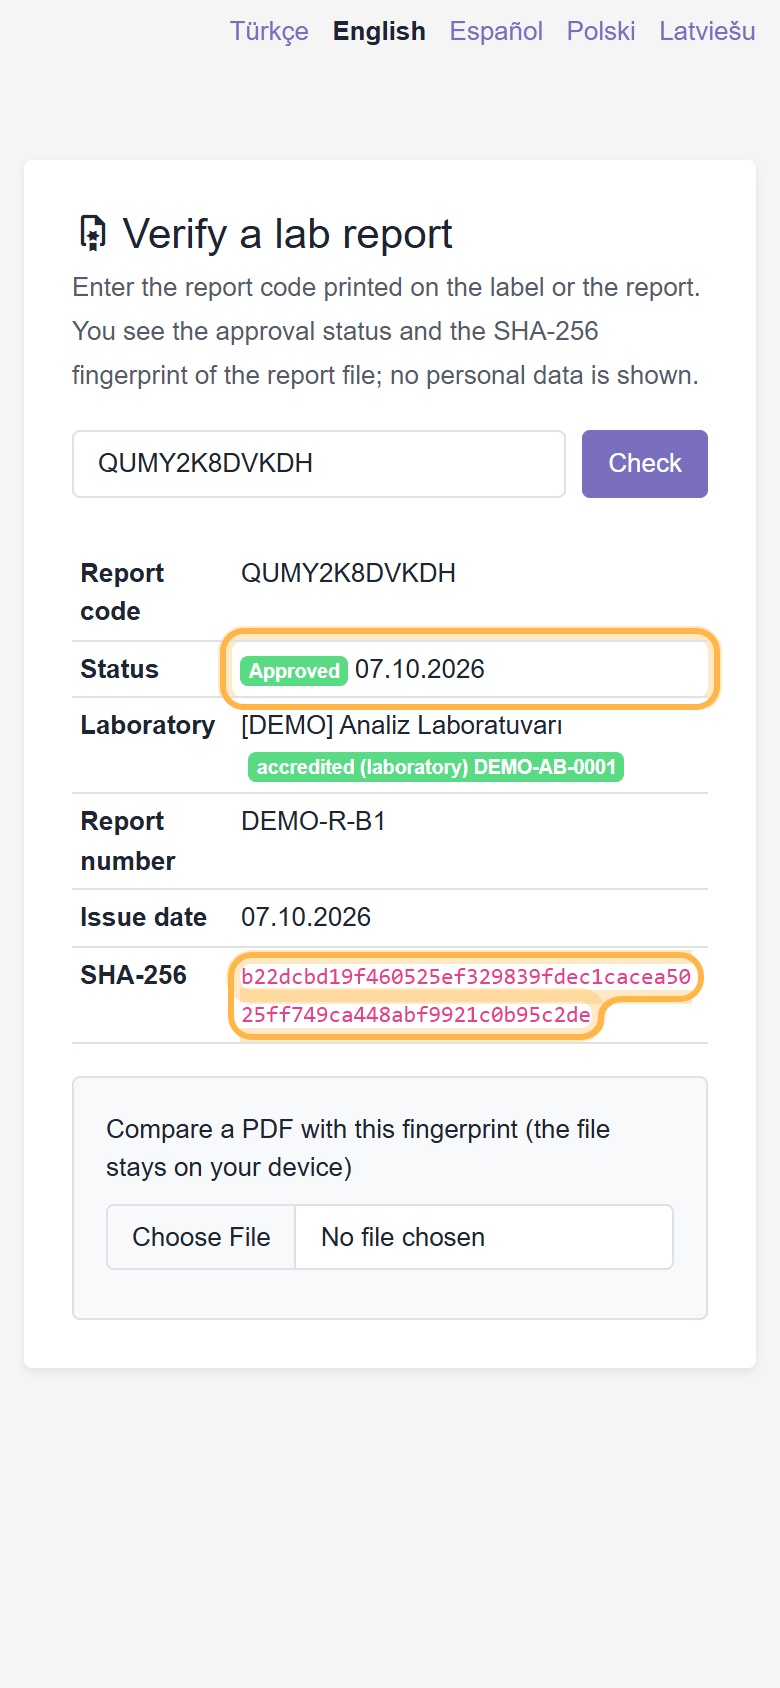 Türkçe English Español Polski Latviešu
Verify a lab report
Enter the report code printed on the label or the report.
You see the approval status and the SHA-256
fingerprint of the report file; no personal data is shown.
QUMY2K8DVKDH Check
Report code QUMY2K8DVKDH
Status Approved 07.10.2026
Laboratory [DEMO] Analiz Laboratuvarı
accredited (laboratory) DEMO-AB-0001
Report number DEMO-R-B1
Issue date 07.10.2026
SHA-256 b22dcbd19f460525ef329839fdec1cacea50
25ff749ca448abf9921c0b95c2de
Compare a PDF with this fingerprint (the file
stays on your device)
Choose File No file chosen